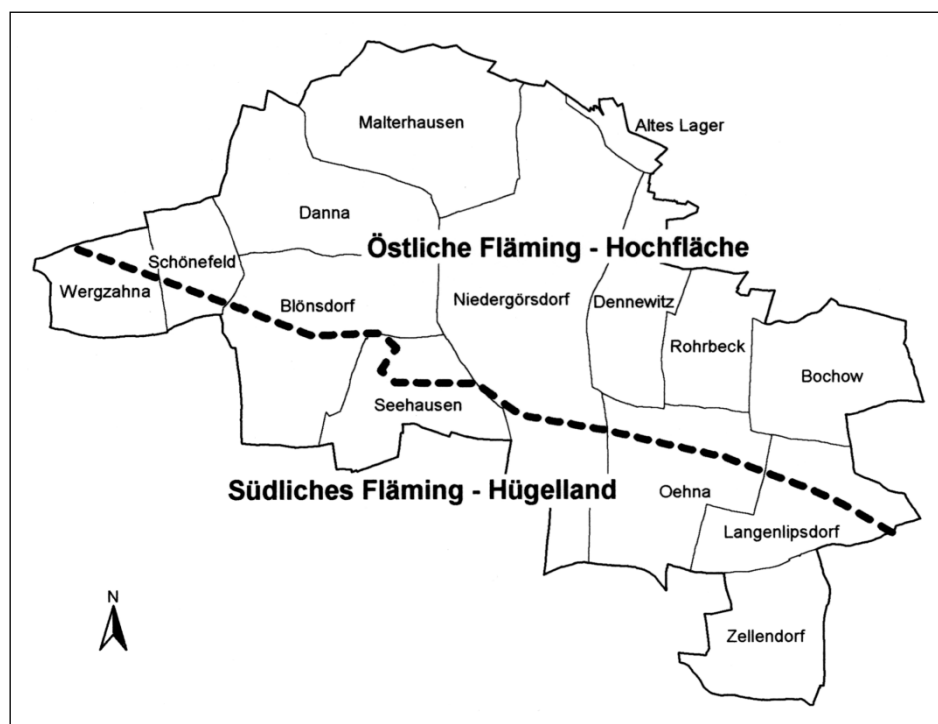 Malterhausen
Altes Lager
Danna
Östliche Fläming - Hochfläche
Schönefeld
Wergzahna
Blönsdorf
Niedergörsdorf
Dennewitz
Rohrbeck
Bochow
Seehausen
Südliches Fläming - Hügelland
Oehna
Langenlipsdorf
N
Zellendorf